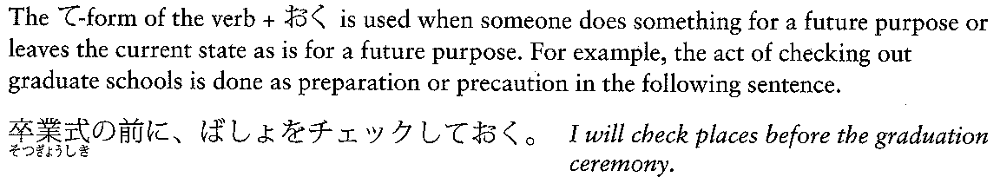 The て-form of the verb + おく is used when someone does something for a future purpose or
leaves the current state as is for a future purpose. For example, the act of checking out
graduate schools is done as preparation or precaution in the following sentence.
卒業式の前に、ばしょをチェックしておく。 I will check places before the graduation
そつぎょうしき
ceremony.